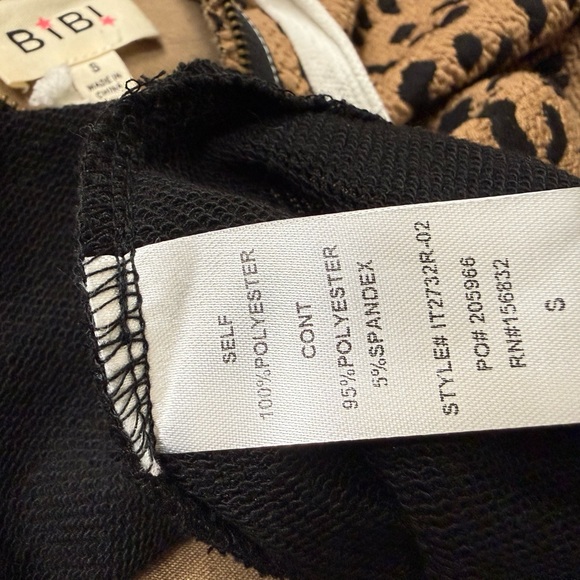 BiBi
S
MADE IN
CHINA
SELF
100%POLYESTER
CONT
95%POLYESTER
5%SPANDEX
STYLE# IT2732R-02
PO# 205966
RN#156832
S